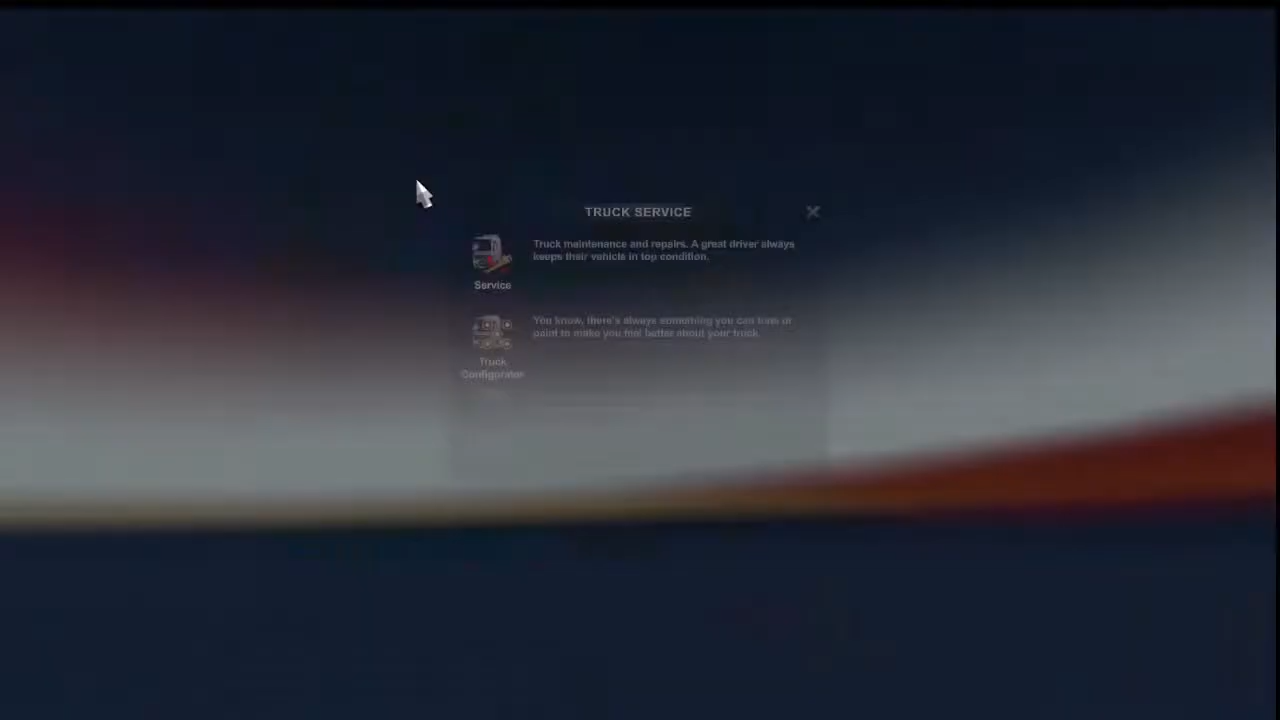 TRUCK SERVICE
Truck maintenance and repairs. A great driver always
keeps their vehicle in top condition.
Service
You know, there's always something you can tune or
paint to make you feel better about your truck.
Truck
Configurator